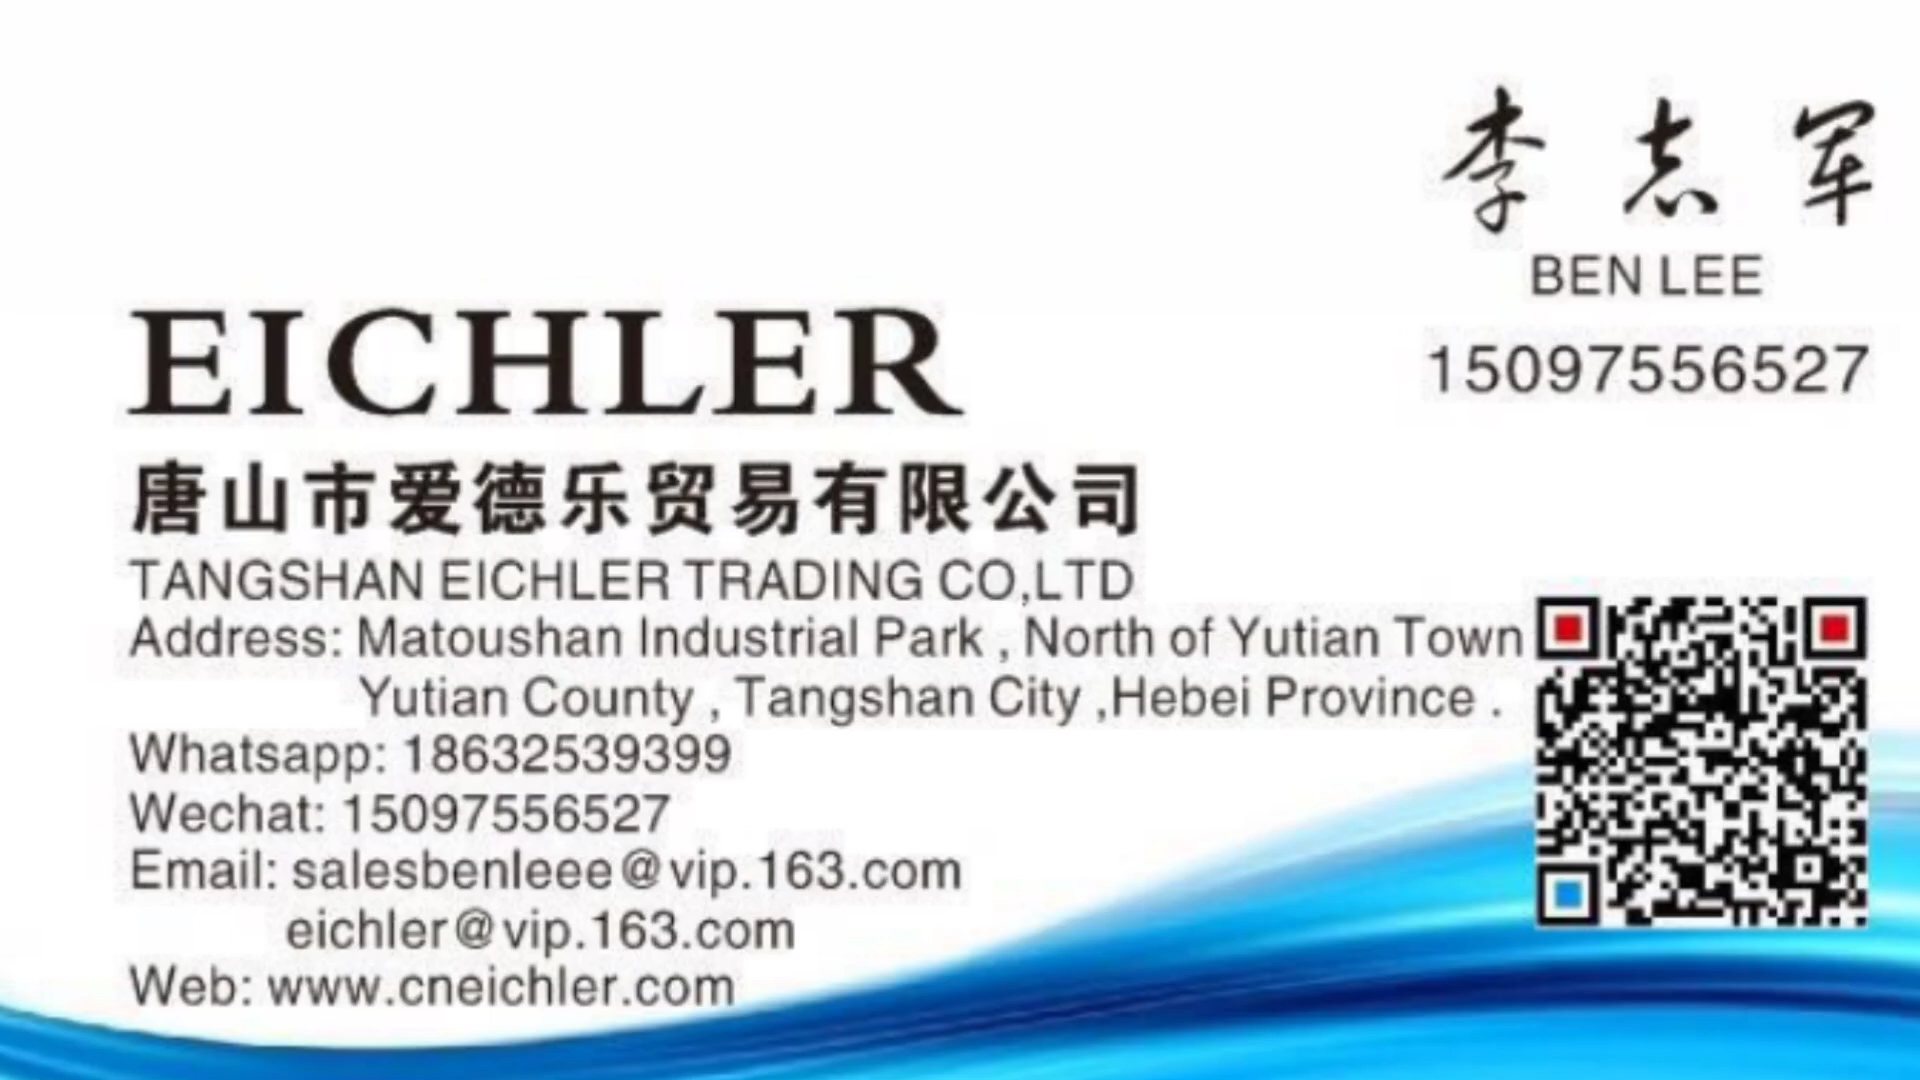 李志军
BEN LEE
15097556527
EICHLER
唐山市爱德乐贸易有限公司
TANGSHAN EICHLER TRADING CO,LTD
Address: Matoushan Industrial Park , North of Yutian Town
Yutian County , Tangshan City ,Hebei Province .
Whatsapp: 18632539399
Wechat: 15097556527
Email: salesbenleee@vip.163.com
eichler@vip.163.com
Web: www.cneichler.com